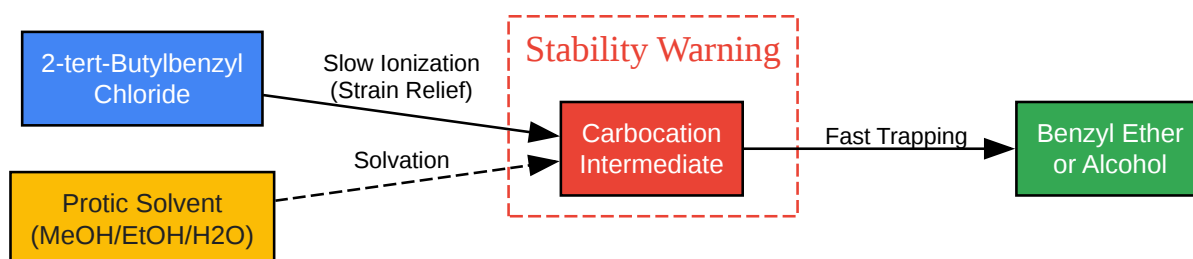 2-tert-Butylbenzyl
Chloride
Slow Ionization
(Strain Relief)
Stability Warning
Carbocation
Intermediate
Fast Trapping
Benzyl Ether
or Alcohol
Solvation
Protic Solvent
(MeOH/EtOH/H2O)